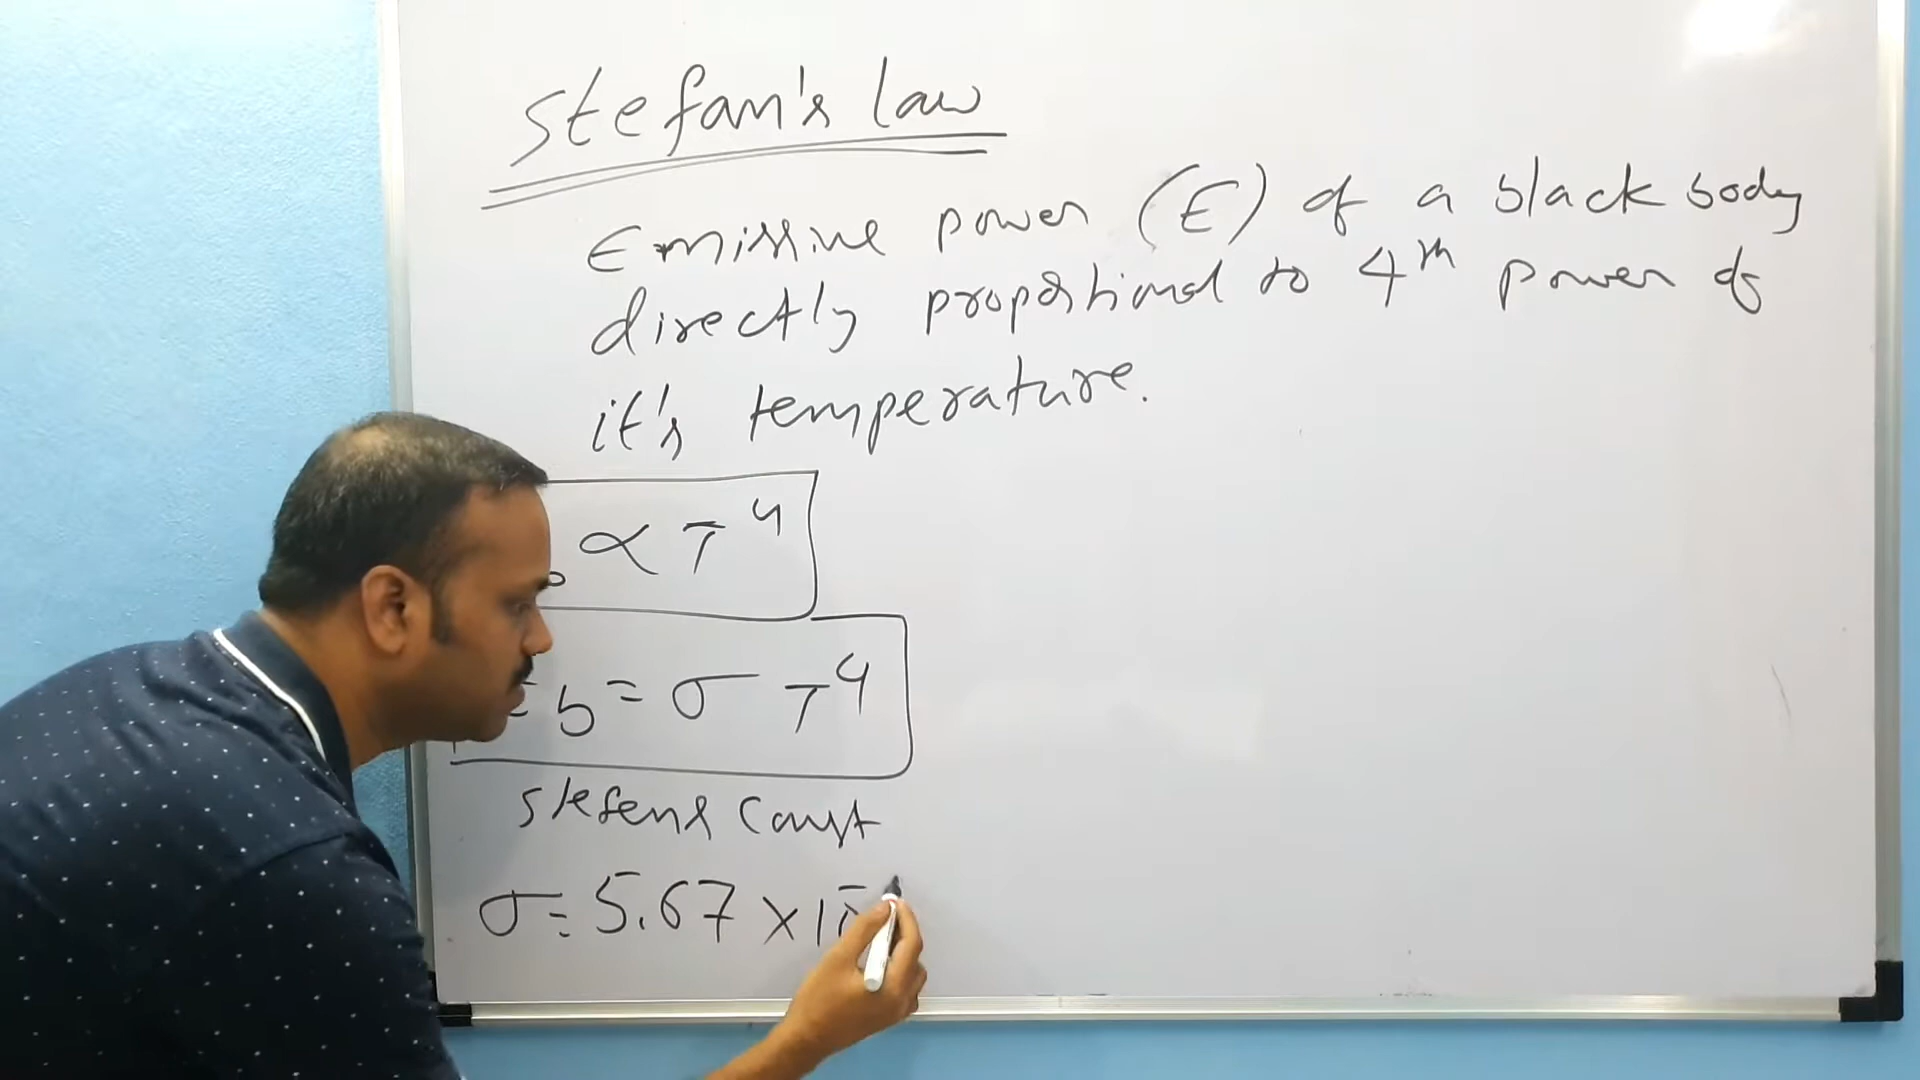 Stefan's law
Emissive power (E) of a black body
directly proportional to 4th power of
it's temperature.
∝ T⁴
b = σ T⁴
Stefens Const
σ = 5.67 × 10⁻